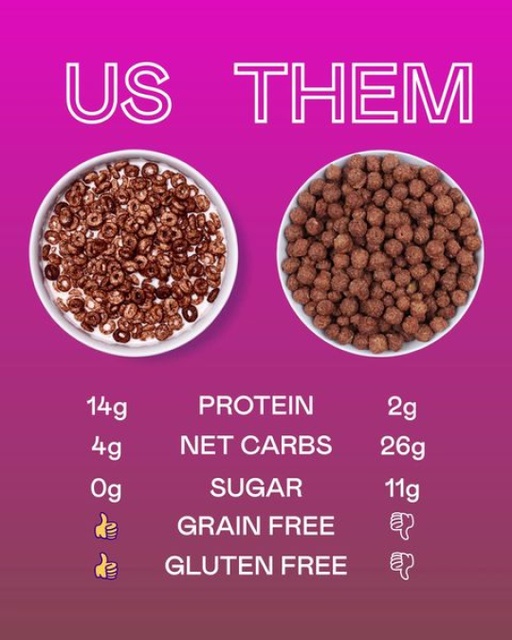 US THEM
14g PROTEIN 2g
4g NET CARBS 26g
0g SUGAR 11g
GRAIN FREE
GLUTEN FREE